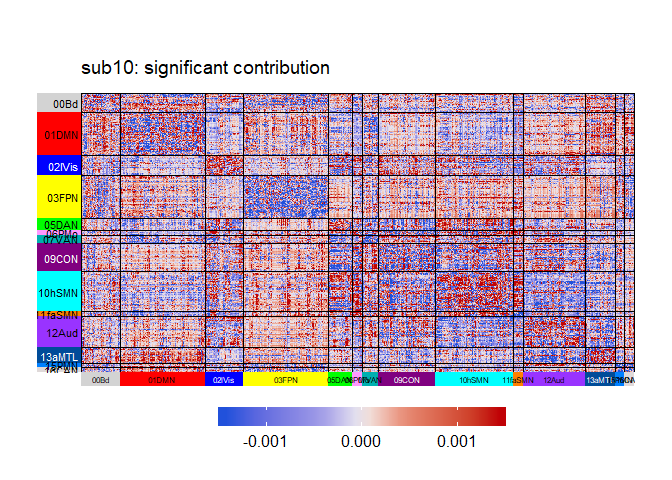 sub10: significant contribution
00Bd
01DMN
02lVis
03FPN
05DAN
09CON
10hSMN
11faSMN
12Aud
13aMTL
00Bd
01DMN
02lVis
03FPN
05DAN
09CON
10hSMN
11faSMN
12Aud
13aMTL
-0.001
0.000
0.001